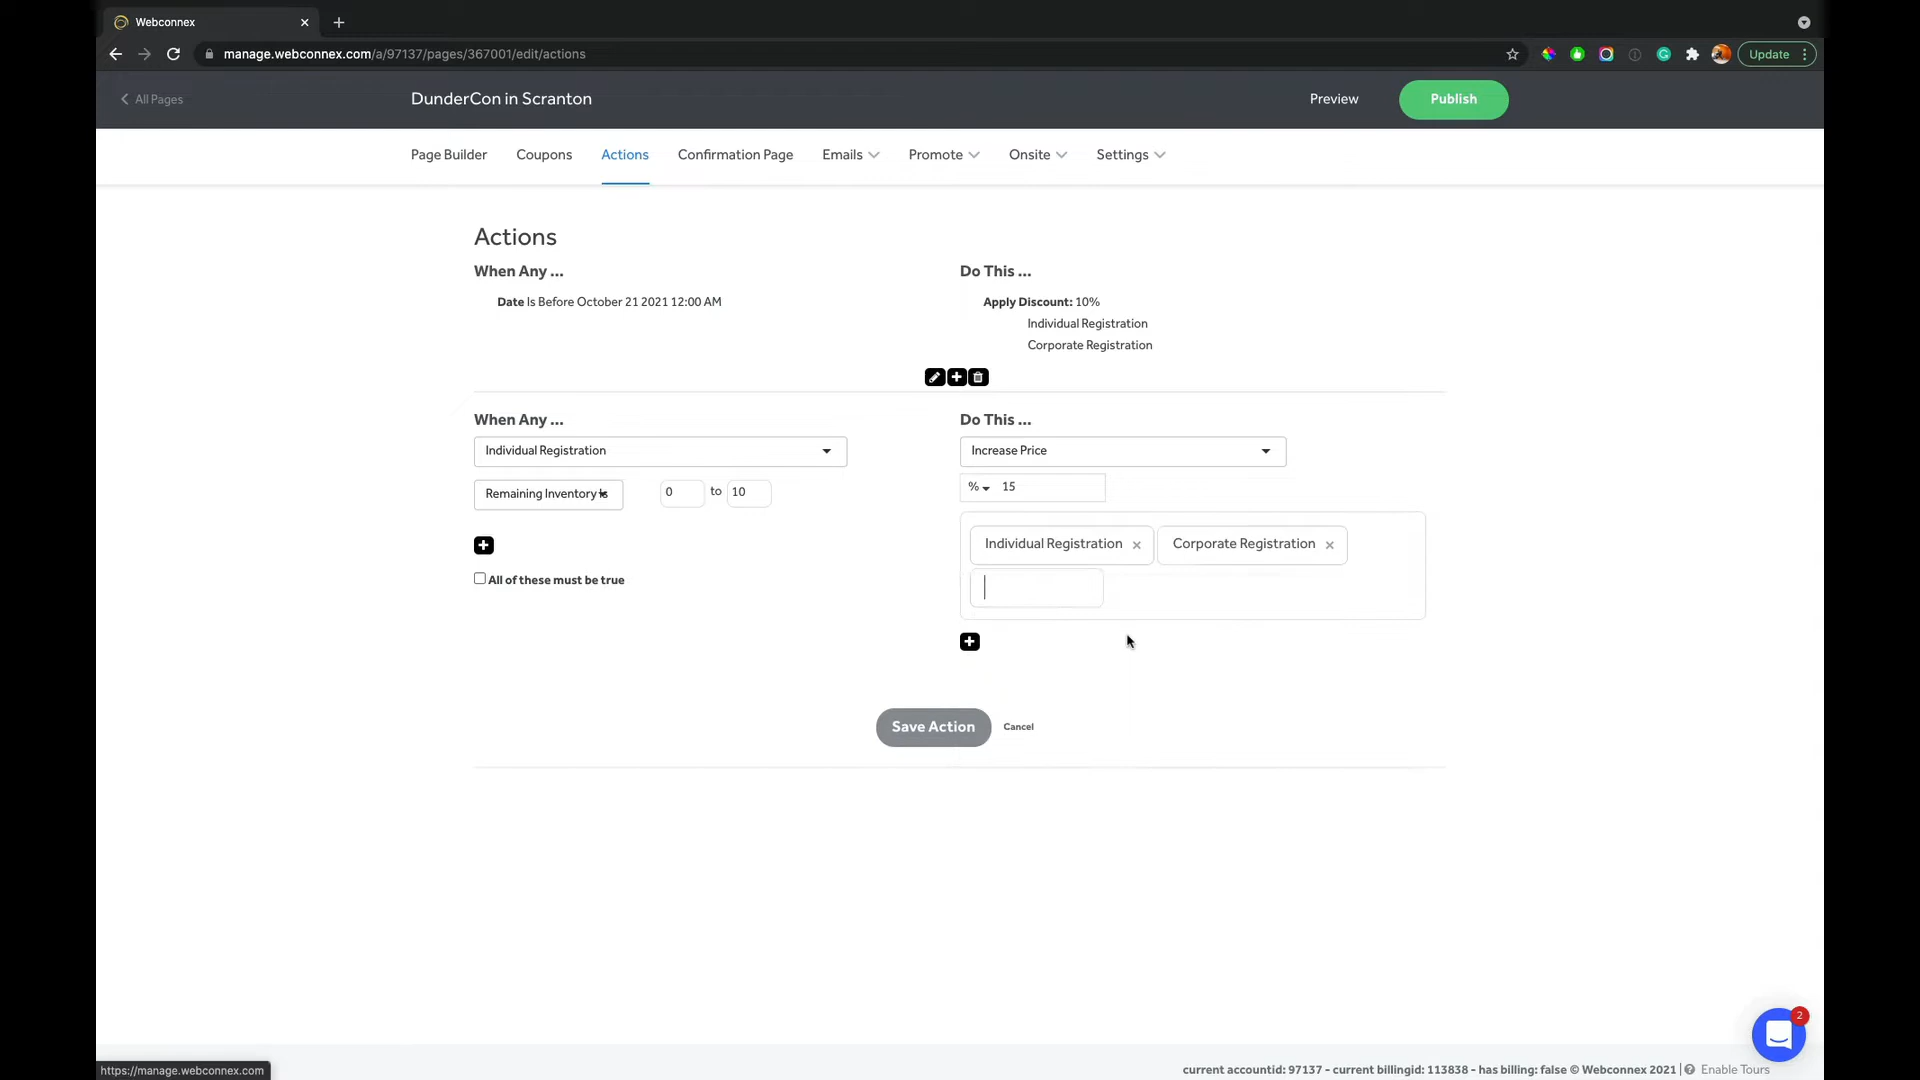 Webconnex
manage.webconnex.com/a/97137/pages/367001/edit/actions
Update
All Pages
DunderCon in Scranton
Preview
Publish
Page Builder
Coupons
Actions
Confirmation Page
Emails
Promote
Onsite
Settings
Actions
When Any ...
Do This ...
Date Is Before October 21 2021 12:00 AM
Apply Discount: 10%
Individual Registration
Corporate Registration
When Any ...
Do This ...
Individual Registration
Increase Price
Remaining Inventory is
0 to 10
% 15
Individual Registration
Corporate Registration
All of these must be true
Save Action
Cancel
2
https://manage.webconnex.com
current accountid: 97137 - current billingid: 113838 - has billing: false © Webconnex 2021 | Enable Tours